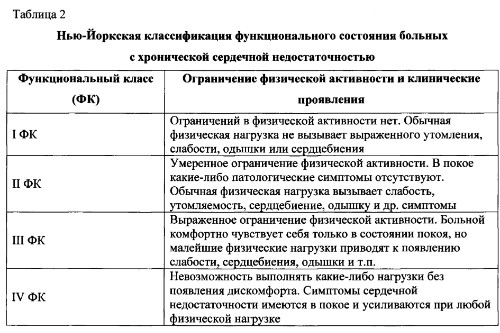 Таблица 2
Нью-Йоркская классификация функционального состояния больных
с хронической сердечной недостаточностью
Функциональный класс
(ФК)
Ограничение физической активности и клинические
проявления
I ФК
Ограничений в физической активности нет. Обычная
физическая нагрузка не вызывает выраженного утомления,
слабости, одышки или сердцебиения
II ФК
Умеренное ограничение физической активности. В покое
какие-либо патологические симптомы отсутствуют.
Обычная физическая нагрузка вызывает слабость,
утомляемость, сердцебиение, одышку и др. симптомы
III ФК
Выраженное ограничение физической активности. Больной
комфортно чувствует себя только в состоянии покоя, но
малейшие физические нагрузки приводят к появлению
слабости, сердцебиения, одышки и т.п.
IV ФК
Невозможность выполнять какие-либо нагрузки без
появления дискомфорта. Симптомы сердечной
недостаточности имеются в покое и усиливаются при любой
физической нагрузке